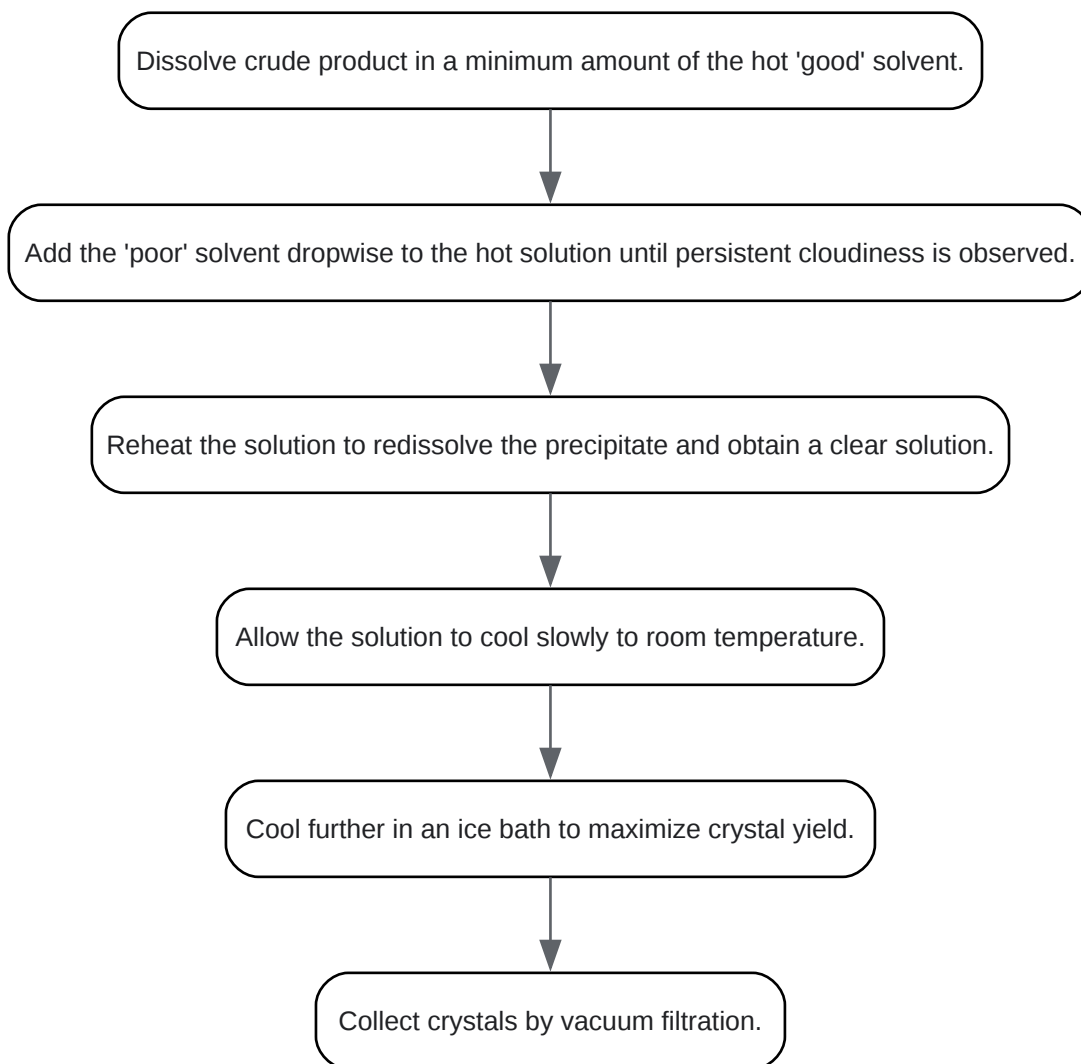 Dissolve crude product in a minimum amount of the hot 'good' solvent.
Add the 'poor' solvent dropwise to the hot solution until persistent cloudiness is observed.
Reheat the solution to redissolve the precipitate and obtain a clear solution.
Allow the solution to cool slowly to room temperature.
Cool further in an ice bath to maximize crystal yield.
Collect crystals by vacuum filtration.